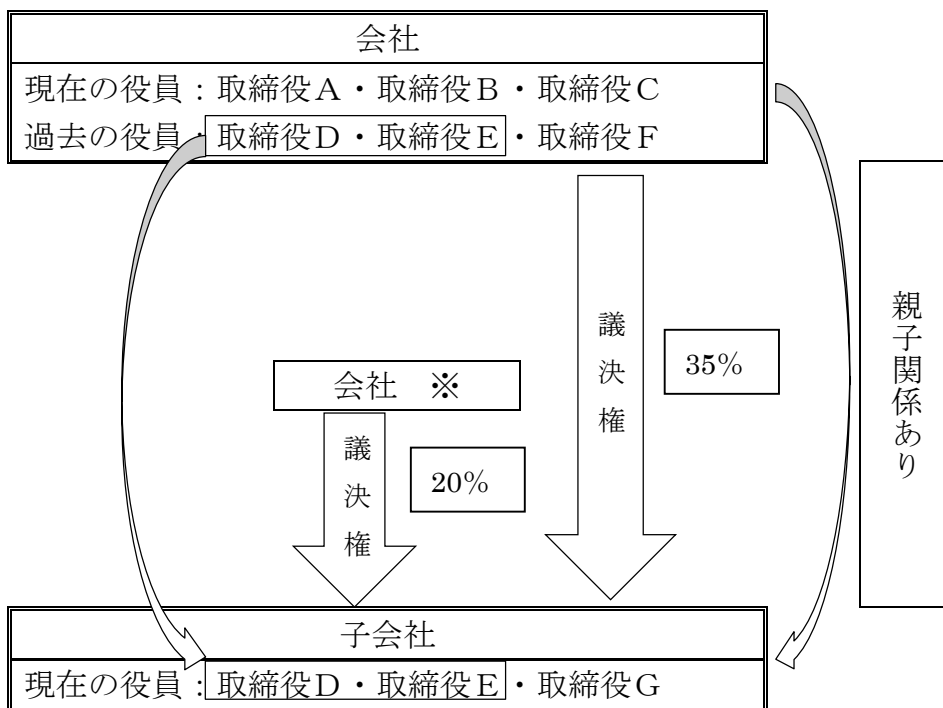 会社
現在の役員：取締役A・取締役B・取締役C
過去の役員：取締役D・取締役E・取締役F
議決権
35%
親子関係あり
会社　※
議決権
20%
子会社
現在の役員：取締役D・取締役E・取締役G